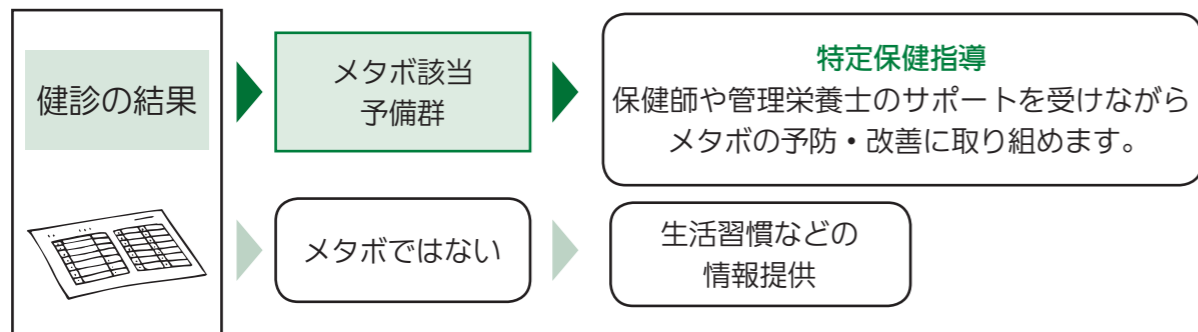 健診の結果
メタボ該当
予備群
特定保健指導
保健師や管理栄養士のサポートを受けながら
メタボの予防・改善に取り組めます。
メタボではない
生活習慣などの
情報提供